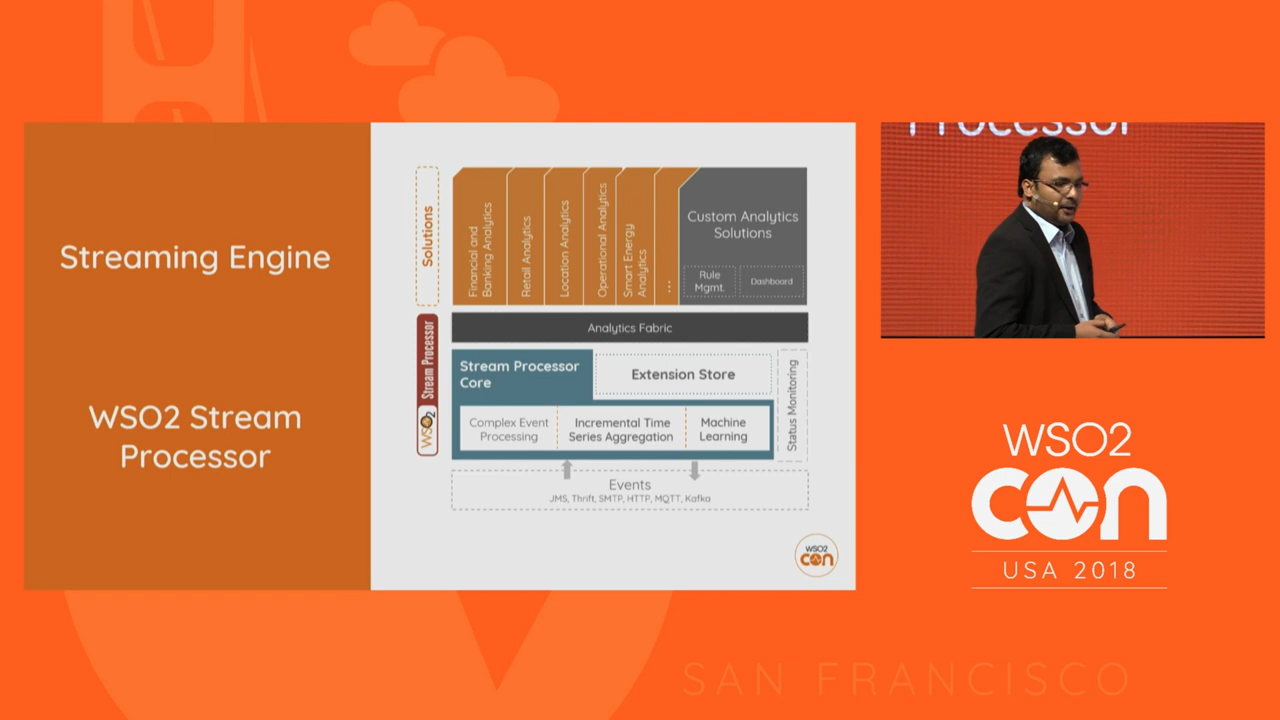 Streaming Engine
WSO2 Stream
Processor
Solutions
Financial and
Banking Analytics
Retail Analytics
Location Analytics
Operational Analytics
Smart Energy
Analytics
...
Custom Analytics
Solutions
Rule
Mgmt.
Dashboard
WSO2 Stream Processor
Analytics Fabric
Stream Processor
Core
Extension Store
Complex Event
Processing
Incremental Time
Series Aggregation
Machine
Learning
Status Monitoring
Events
JMS, Thrift, SMTP, HTTP, MQTT, Kafka
WSO2
con
Processor
WSO2
con
USA 2018
SAN FRANCISCO